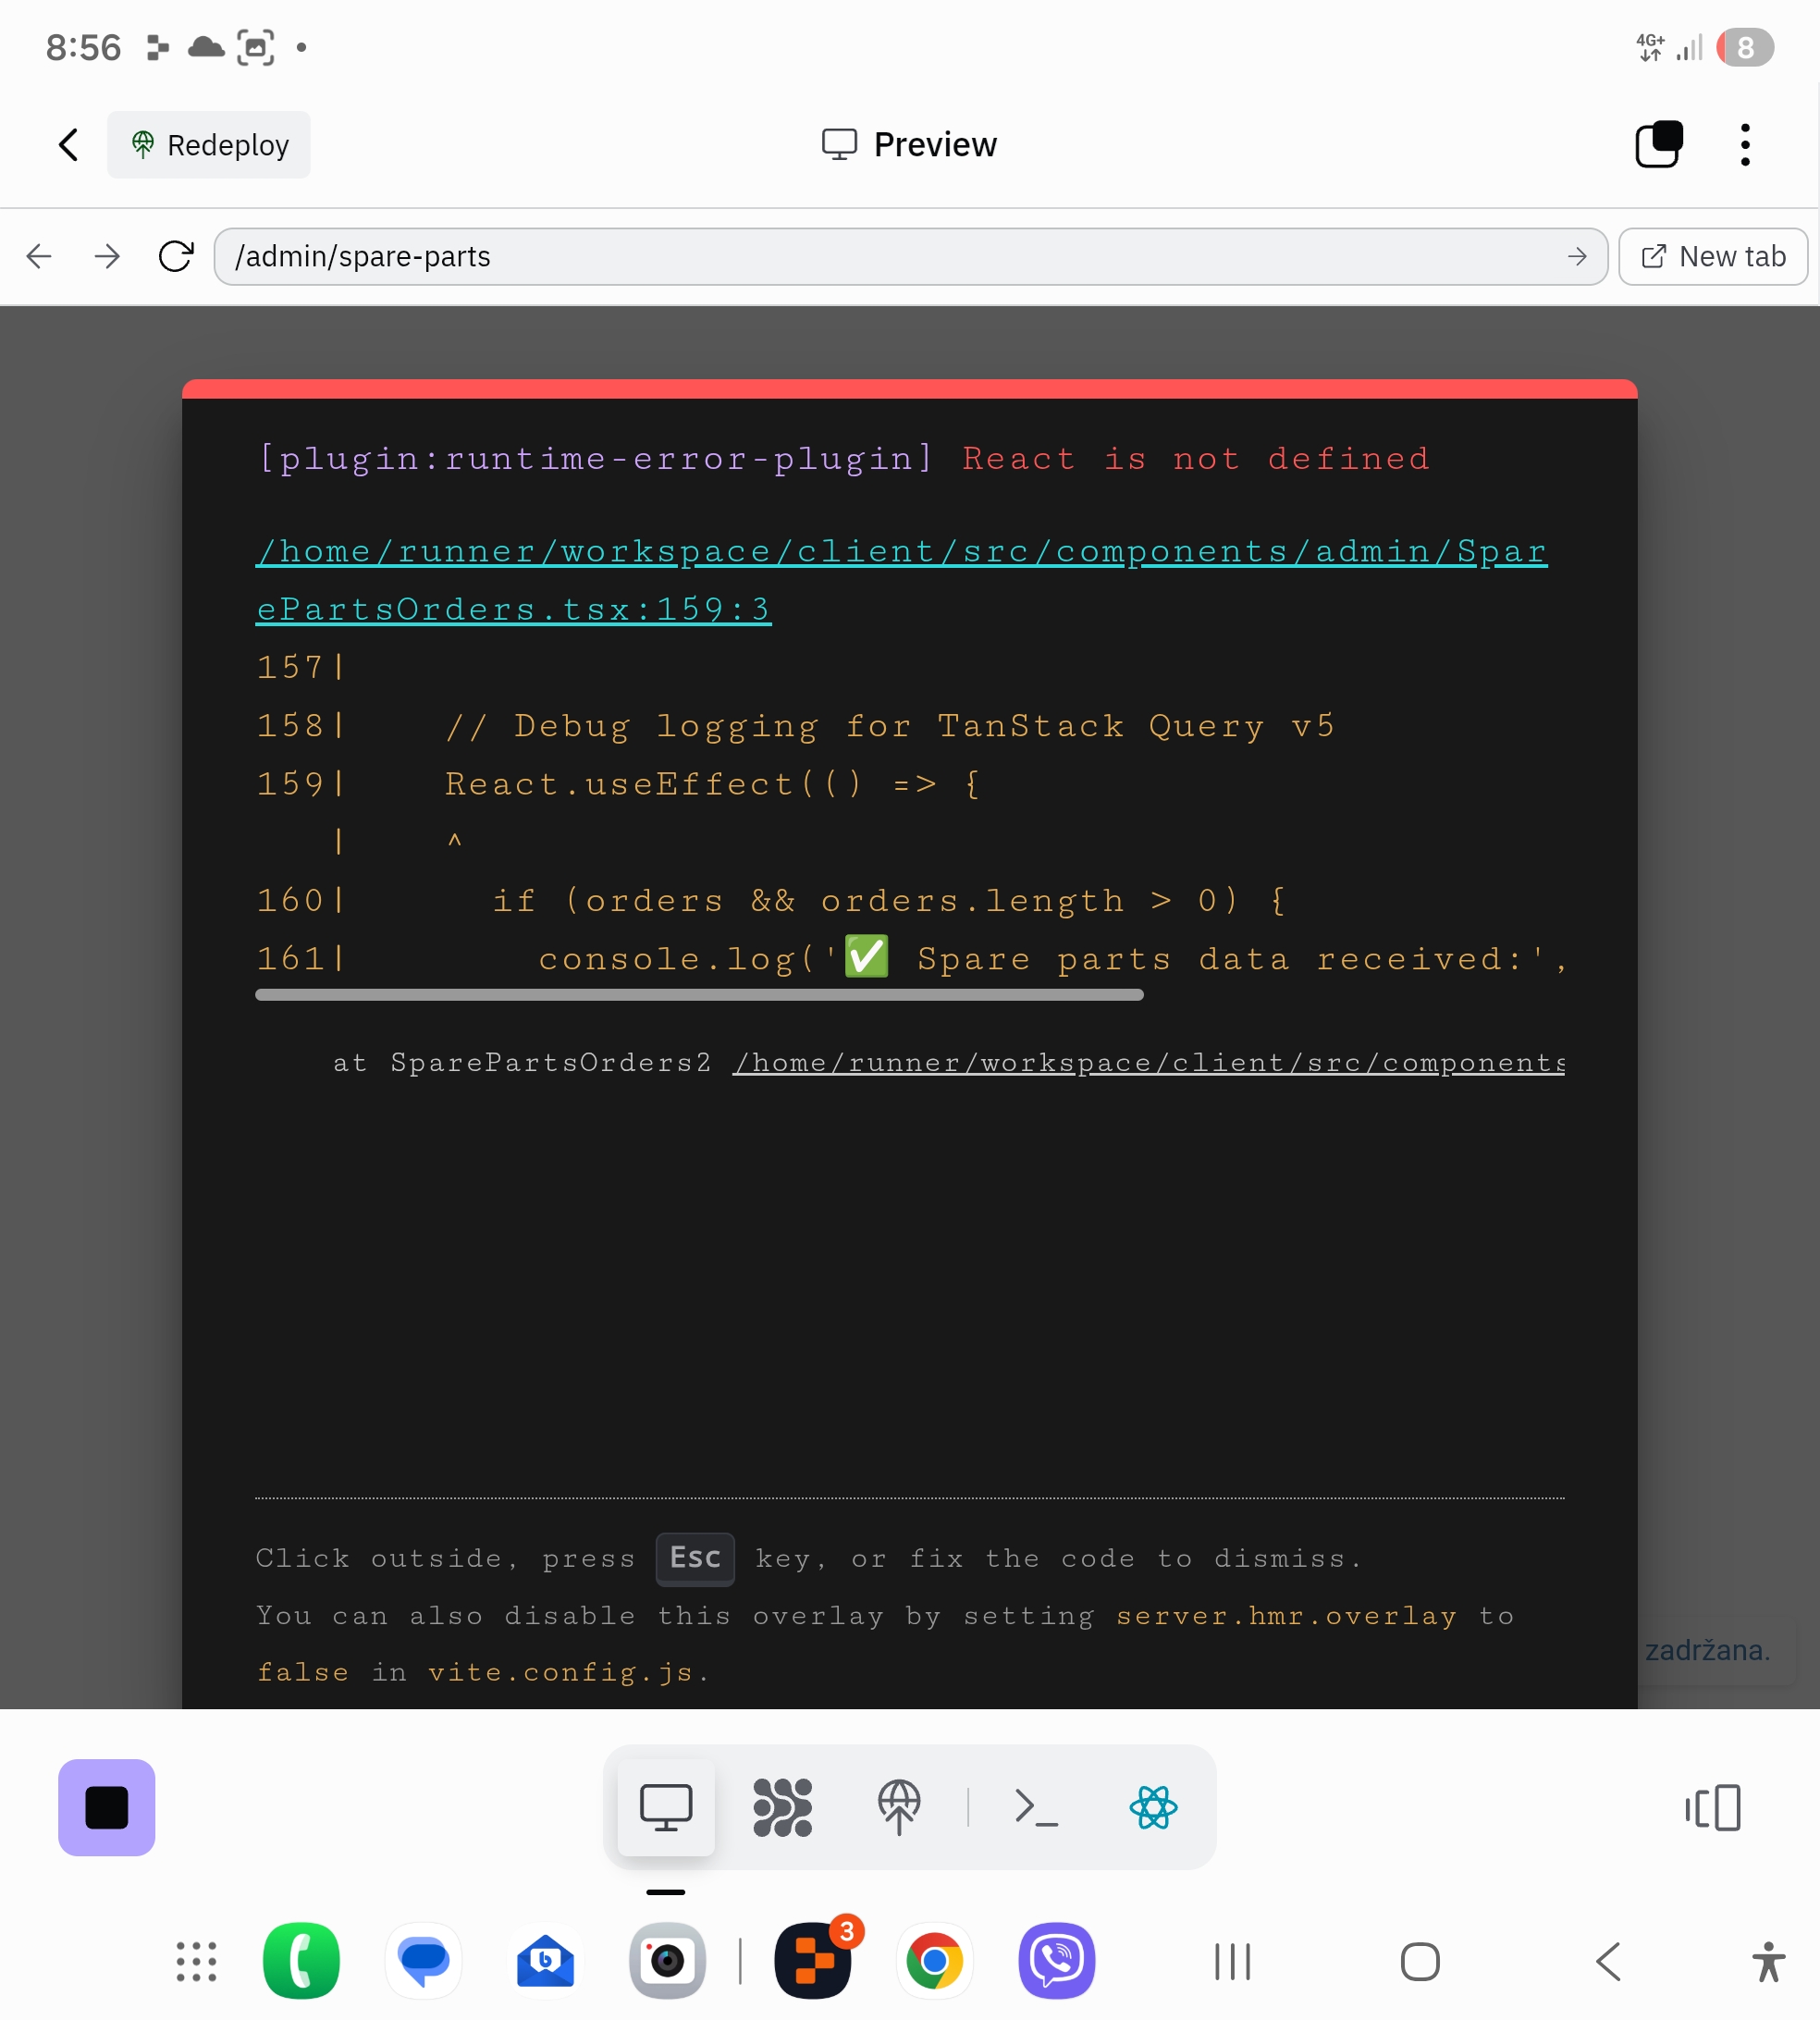 8:56
4G+
8
Redeploy
Preview
/admin/spare-parts
New tab
[plugin:runtime-error-plugin] React is not defined
/home/runner/workspace/client/src/components/admin/Spar
ePartsOrders.tsx:159:3
157|
158|    // Debug logging for TanStack Query v5
159|    React.useEffect(() => {
|    ^
160|      if (orders && orders.length > 0) {
161|        console.log('✅ Spare parts data received:',
at SparePartsOrders2 /home/runner/workspace/client/src/components
Click outside, press Esc key, or fix the code to dismiss.
You can also disable this overlay by setting server.hmr.overlay to
false in vite.config.js.
zadržana.
3